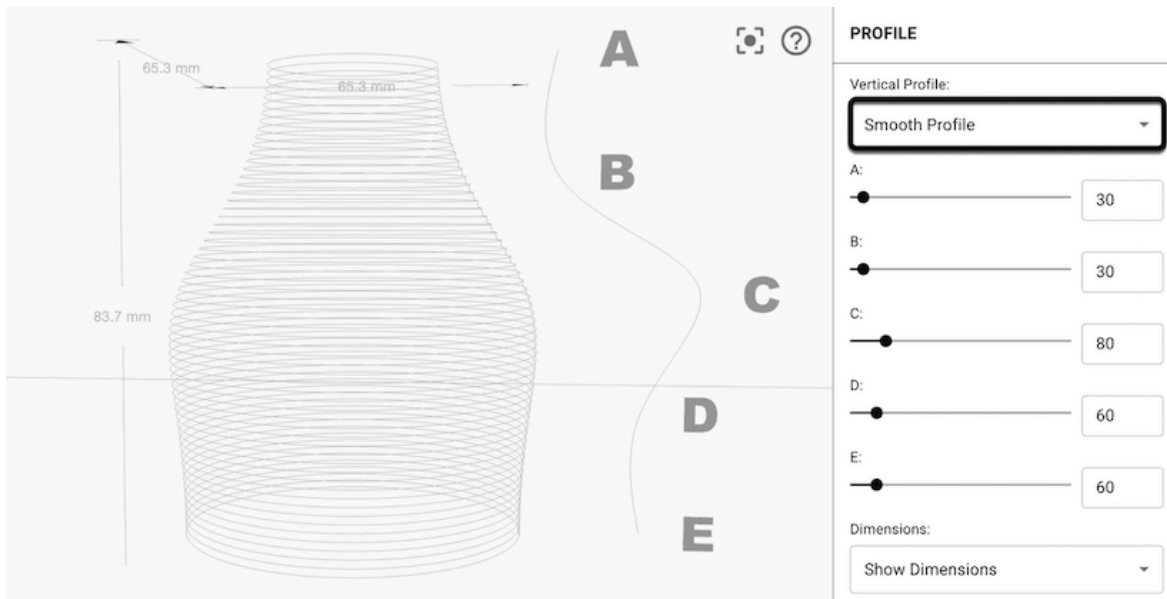 65.3 mm
65.3 mm
83.7 mm
A
B
C
D
E
?
PROFILE
Vertical Profile:
Smooth Profile
A:
30
B:
30
C:
80
D:
60
E:
60
Dimensions:
Show Dimensions